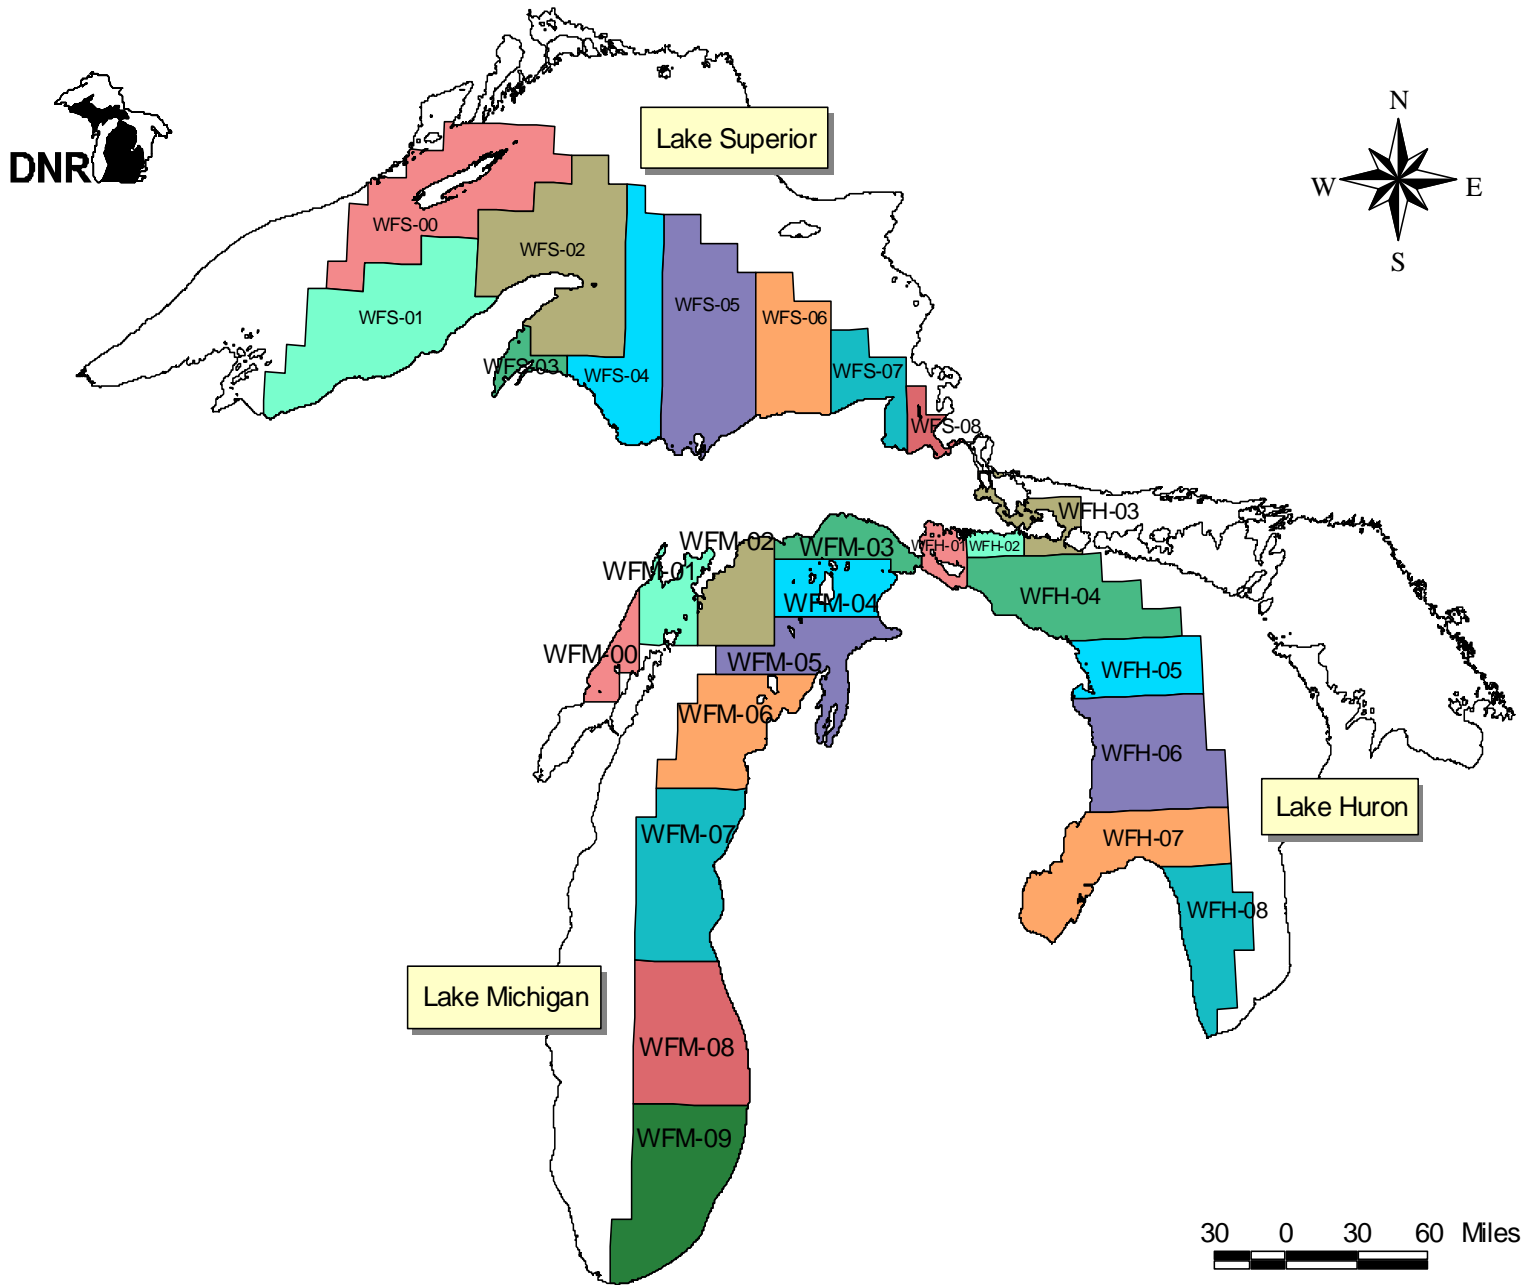 N
Lake Superior
DNR
W
E
WFS-00
S
WFS-02
WFS-01
WFS-05
WFS-06
WFS-03
WFS-04
WFS-07
WFS-08
WFH-03
WFM-02
WFM-03
WFH-01
WFH-02
WFM-01
WFM-04
WFH-04
WFM-00
WFM-05
WFH-05
WFM-06
WFH-06
Lake Huron
WFM-07
WFH-07
WFH-08
Lake Michigan
WFM-08
WFM-09
30 0 30 60 Miles